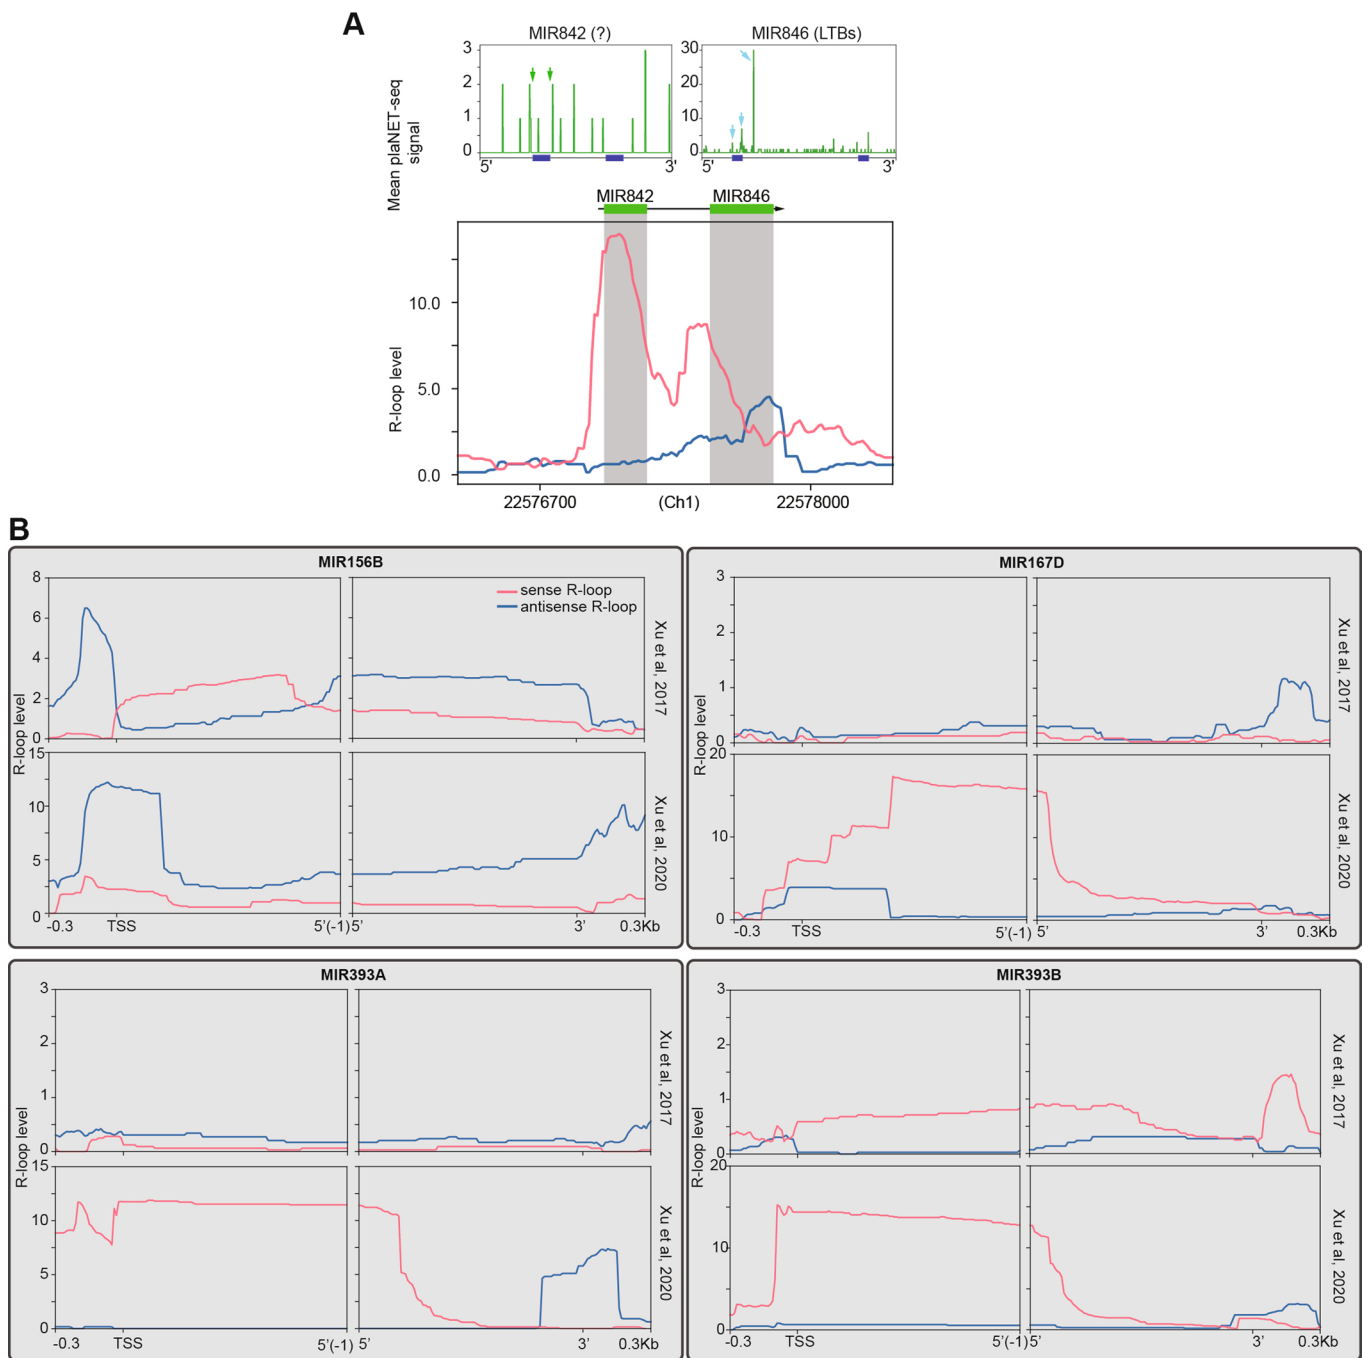 A
MIR842 (?)
MIR846 (LTBs)
Mean plaNET-seq
signal
3
2
1
0
5'
3'
30
20
10
0
5'
3'
MIR842
MIR846
R-loop level
10.0
5.0
0.0
22576700
(Ch1)
22578000
B
MIR156B
sense R-loop
antisense R-loop
R-loop level
8
6
4
2
0
Xu et al, 2017
15
10
5
0
Xu et al, 2020
-0.3
TSS
5'(-1)
5'
3'
0.3Kb
MIR167D
R-loop level
3
2
1
0
Xu et al, 2017
20
10
0
Xu et al, 2020
-0.3
TSS
5'(-1)
5'
3'
0.3Kb
MIR393A
R-loop level
3
2
1
0
Xu et al, 2017
15
10
5
0
Xu et al, 2020
-0.3
TSS
5'(-1)
5'
3'
0.3Kb
MIR393B
R-loop level
3
2
1
0
Xu et al, 2017
20
10
0
Xu et al, 2020
-0.3
TSS
5'(-1)
5'
3'
0.3Kb